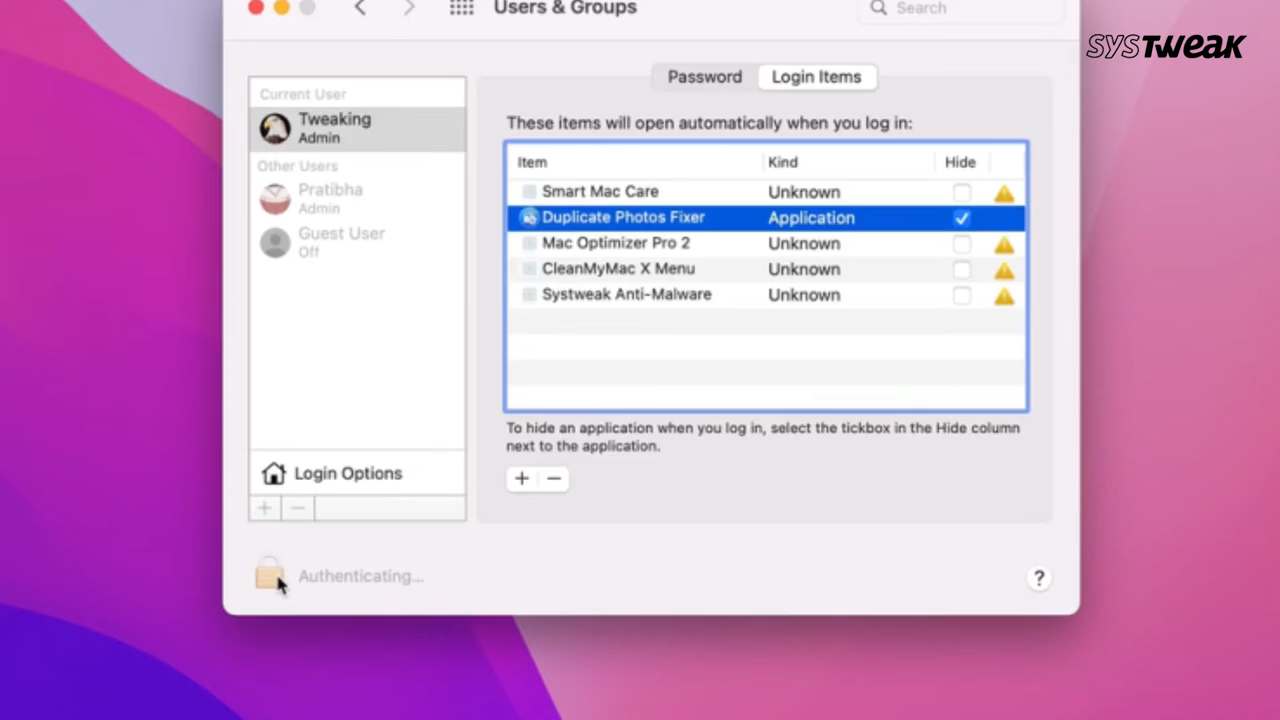 Users & Groups
Search
SYSTWEAK
Current User
Tweaking
Admin
Other Users
Pratibha
Admin
Guest User
Off
Login Options
+ −
Password Login Items
These items will open automatically when you log in:
Item Kind Hide
Smart Mac Care Unknown
Duplicate Photos Fixer Application
Mac Optimizer Pro 2 Unknown
CleanMyMac X Menu Unknown
Systweak Anti-Malware Unknown
To hide an application when you log in, select the tickbox in the Hide column
next to the application.
+ −
Authenticating...
?